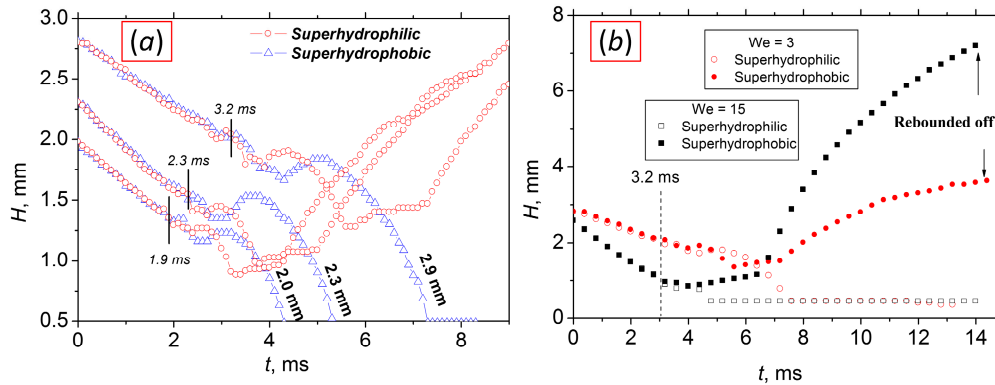 (a)
Superhydrophilic
Superhydrophobic
3.2 ms
2.3 ms
1.9 ms
2.0 mm
2.3 mm
2.9 mm
3.0
2.5
2.0
1.5
1.0
0.5
H, mm
0 2 4 6 8
t, ms
(b)
We = 3
Superhydrophilic
Superhydrophobic
We = 15
Superhydrophilic
Superhydrophobic
Rebounded off
3.2 ms
8
6
4
2
0
H, mm
0 2 4 6 8 10 12 14
t, ms